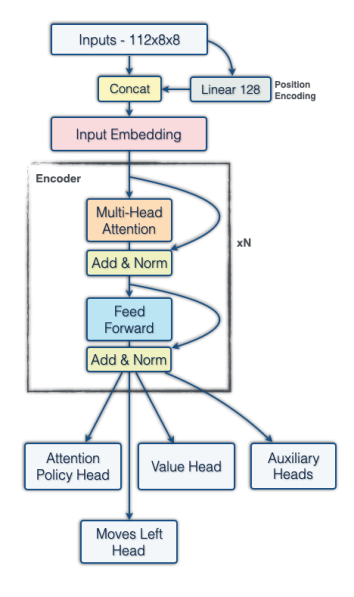 Inputs - 112x8x8
Concat
Linear 128
Position
Encoding
Input Embedding
Encoder
Multi-Head
Attention
xN
Add & Norm
Feed
Forward
Add & Norm
Attention
Policy Head
Value Head
Auxiliary
Heads
Moves Left
Head